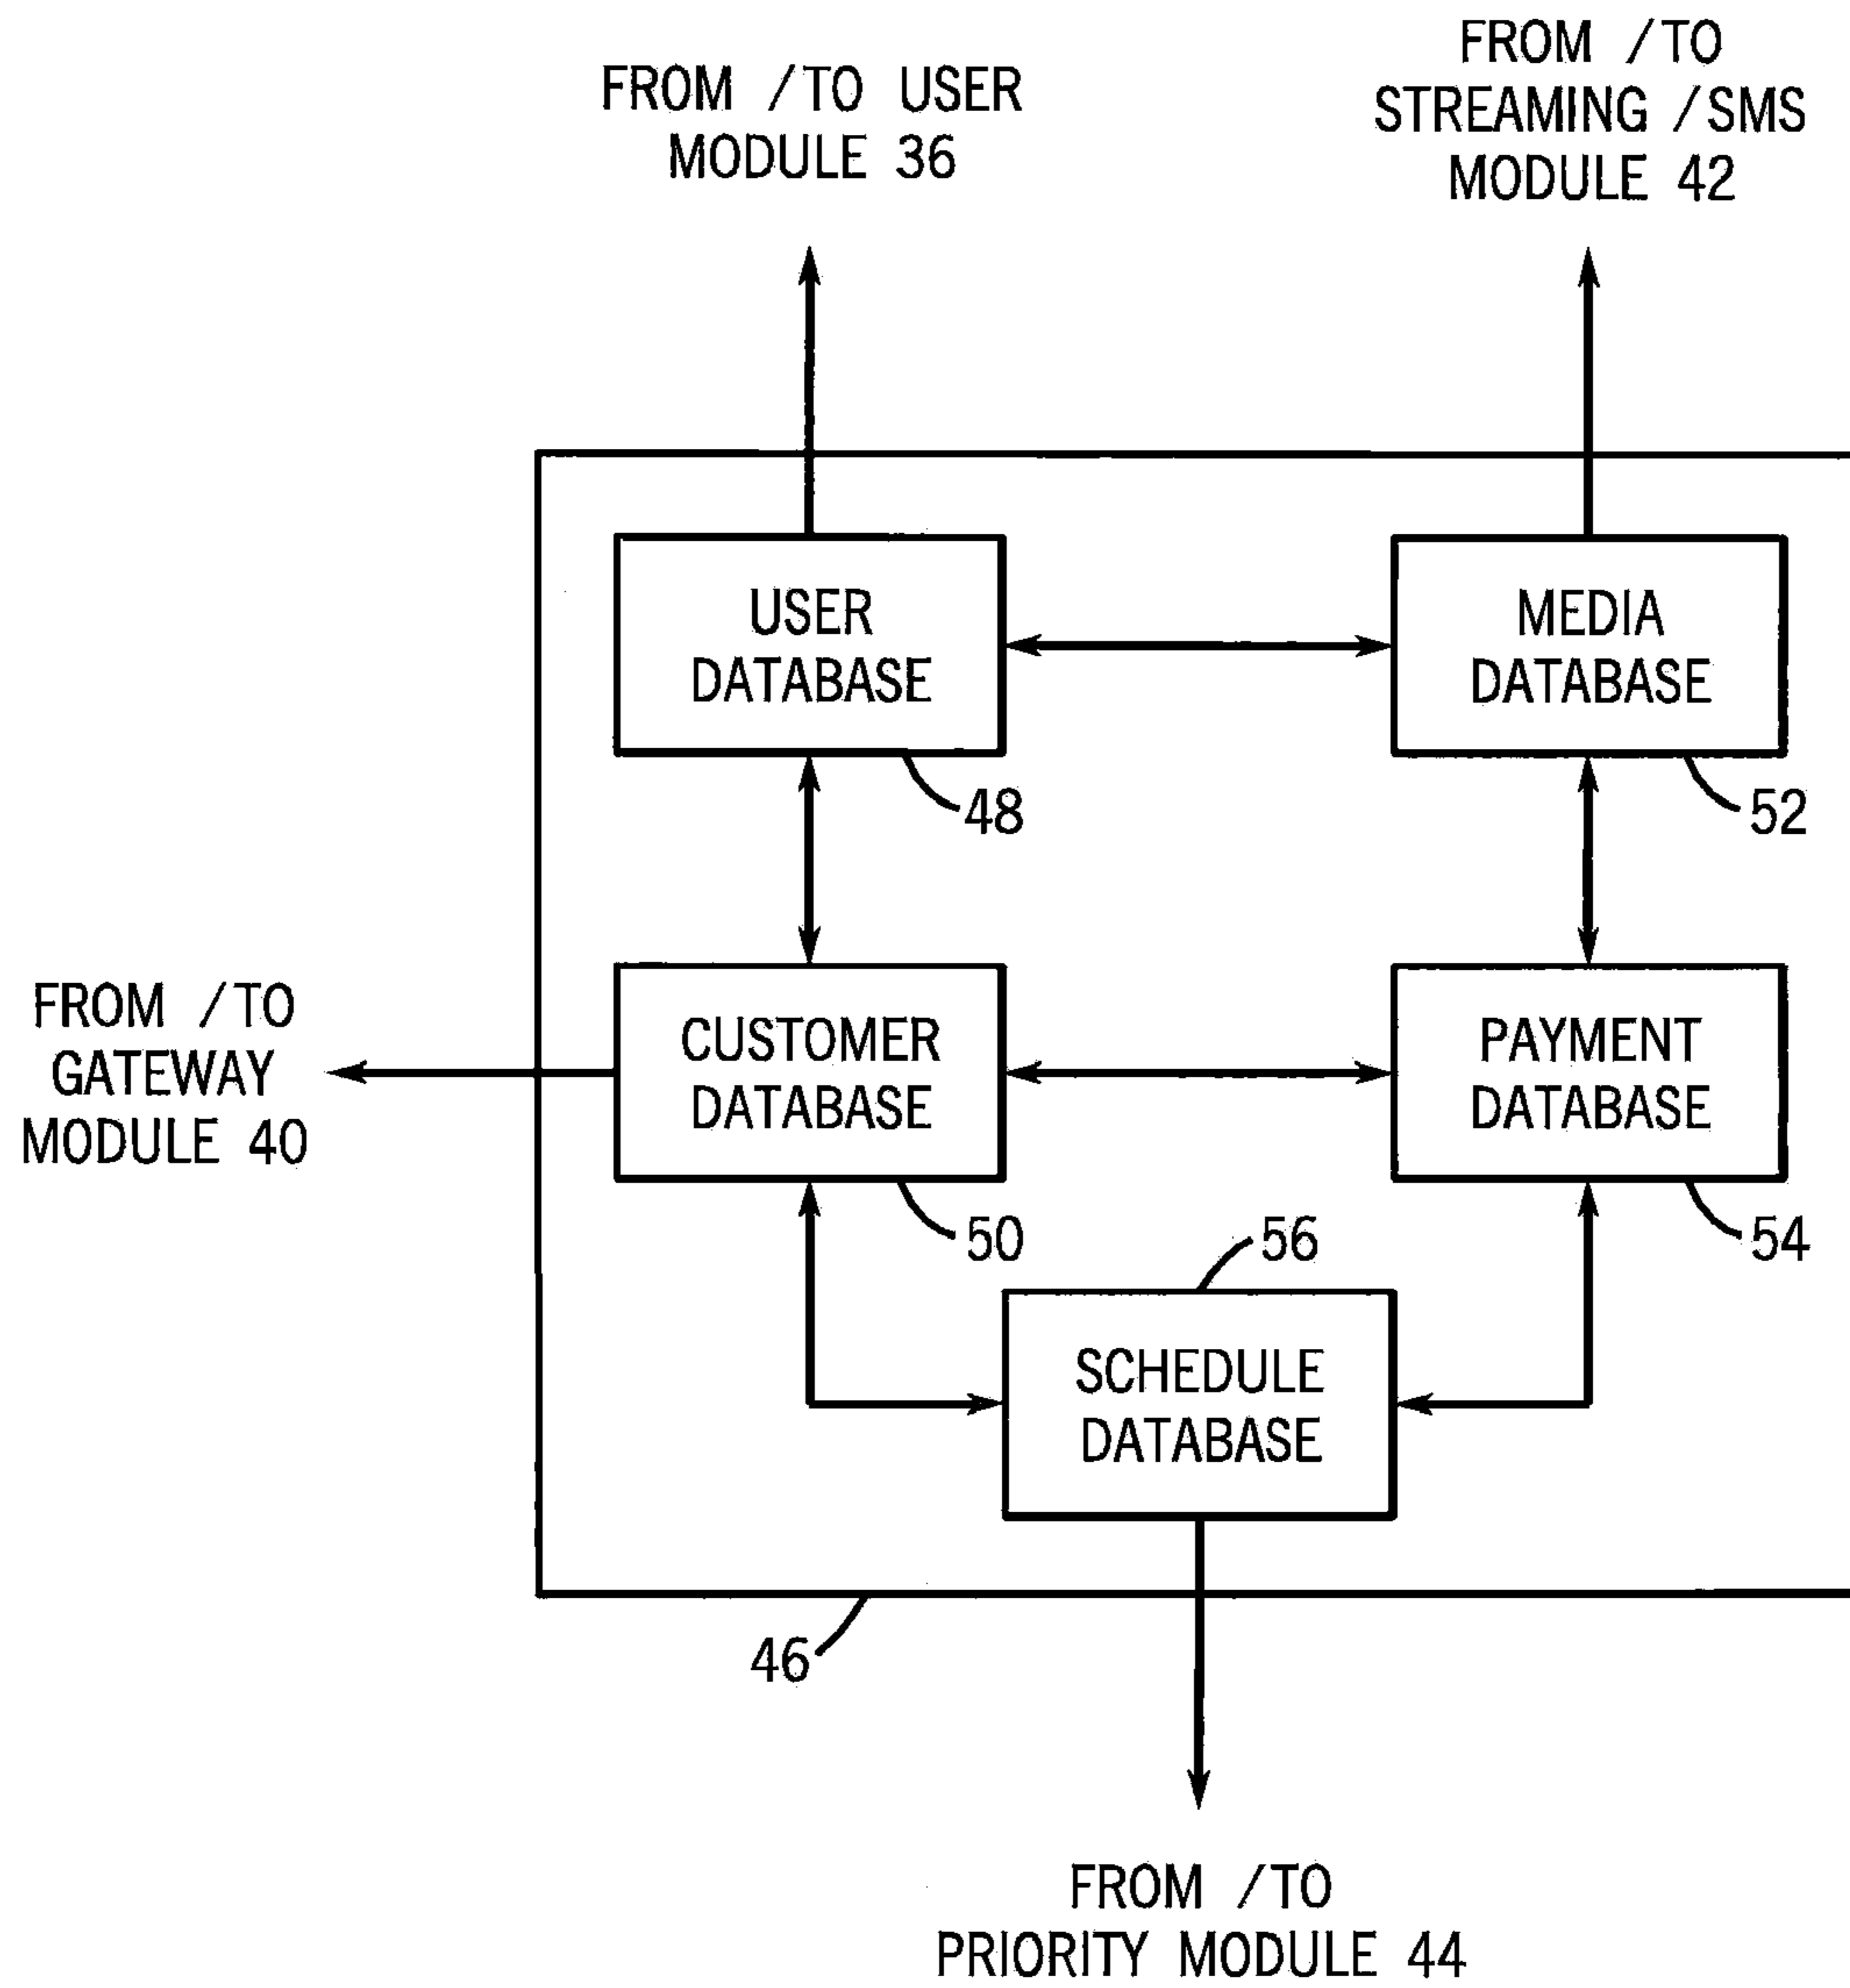 FROM /TO USER
MODULE 36
FROM /TO
STREAMING /SMS
MODULE 42
USER
DATABASE
MEDIA
DATABASE
48
52
FROM /TO
GATEWAY
MODULE 40
CUSTOMER
DATABASE
PAYMENT
DATABASE
50
56
54
SCHEDULE
DATABASE
46
FROM /TO
PRIORITY MODULE 44